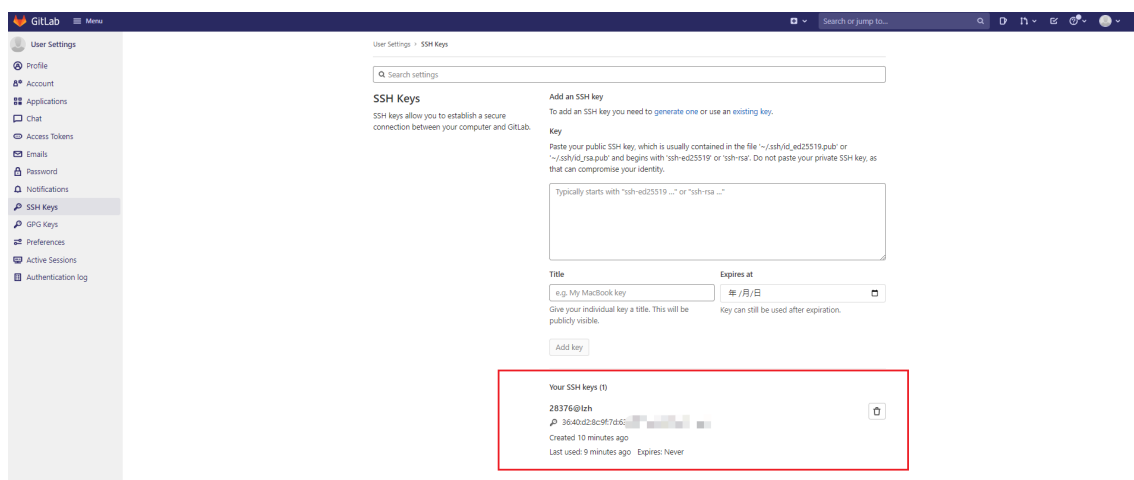 GitLab Menu Search or jump to...
User Settings
Profile
Account
Applications
Chat
Access Tokens
Emails
Password
Notifications
SSH Keys
GPG Keys
Preferences
Active Sessions
Authentication log
User Settings > SSH Keys
Search settings
SSH Keys
SSH keys allow you to establish a secure
connection between your computer and GitLab.
Add an SSH key
To add an SSH key you need to generate one or use an existing key.
Key
Paste your public SSH key, which is usually contained in the file '~/.ssh/id_ed25519.pub' or
'~/.ssh/id_rsa.pub' and begins with 'ssh-ed25519' or 'ssh-rsa'. Do not paste your private SSH key, as
that can compromise your identity.
Typically starts with "ssh-ed25519 ..." or "ssh-rsa ..."
Title
e.g. My MacBook key
Give your individual key a title. This will be
publicly visible.
Expires at
年 /月/日
Key can still be used after expiration.
Add key
Your SSH keys (1)
28376@lzh
36:40:d2:8c:9f:7d:63
Created 10 minutes ago
Last used: 9 minutes ago Expires: Never